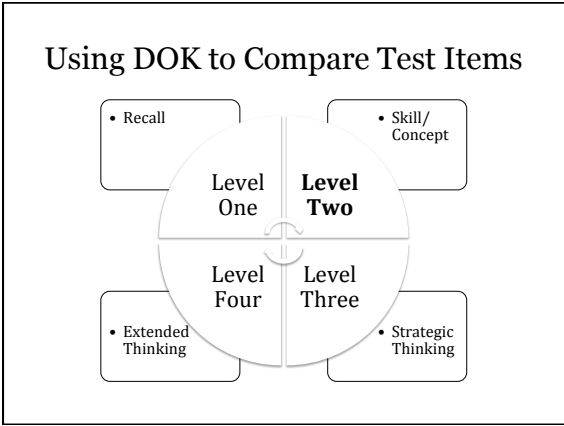 Using DOK to Compare Test Items
• Recall
• Skill/
Concept
Level
One
Level
Two
Level
Four
Level
Three
• Extended
Thinking
• Strategic
Thinking